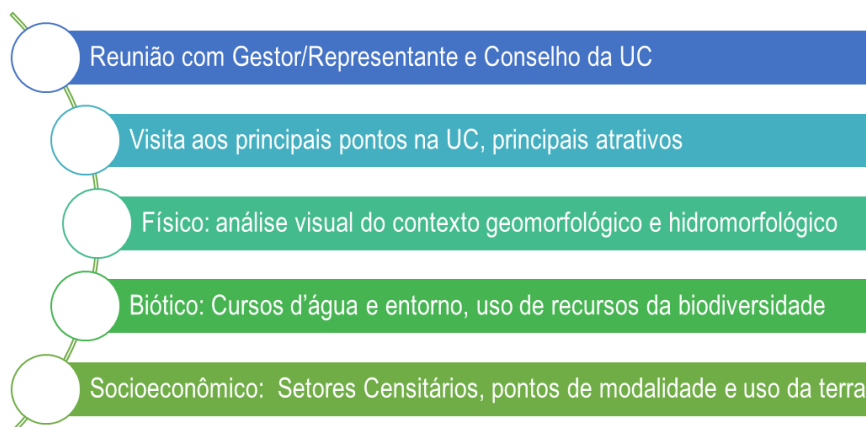 Reunião com Gestor/Representante e Conselho da UC
Visita aos principais pontos na UC, principais atrativos
Físico: análise visual do contexto geomorfológico e hidromorfológico
Biótico: Cursos d'água e entorno, uso de recursos da biodiversidade
Socioeconômico: Setores Censitários, pontos de modalidade e uso da terra